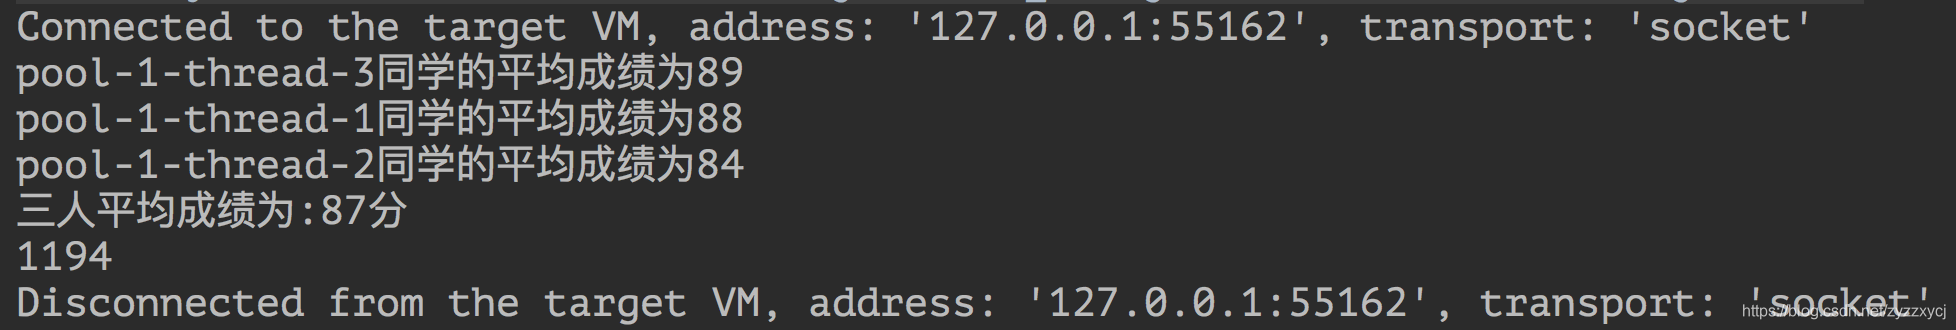 Connected to the target VM, address: '127.0.0.1:55162', transport: 'socket'
pool-1-thread-3同学的平均成绩为89
pool-1-thread-1同学的平均成绩为88
pool-1-thread-2同学的平均成绩为84
三人平均成绩为:87分
1194
Disconnected from the target VM, address: '127.0.0.1:55162', transport: 'socket'
https://blog.csdn.net/zyzzxycj